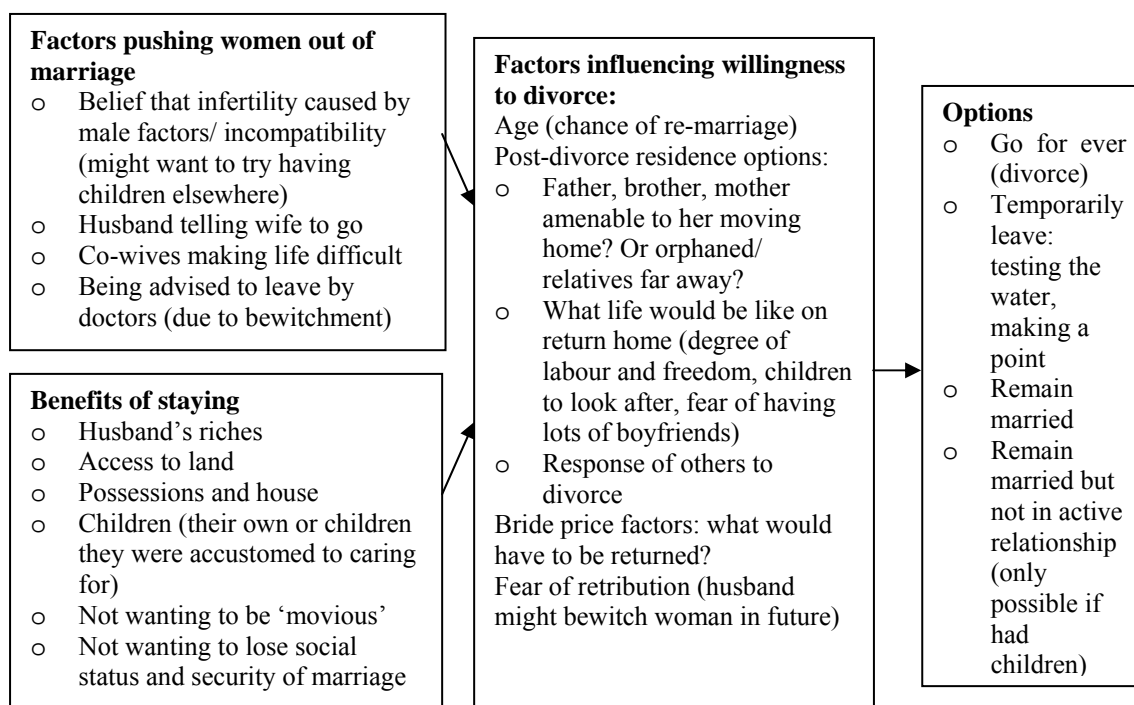 Factors pushing women out of
marriage
o Belief that infertility caused by
male factors/ incompatibility
(might want to try having
children elsewhere)
o Husband telling wife to go
o Co-wives making life difficult
o Being advised to leave by
doctors (due to bewitchment)
Benefits of staying
o Husband's riches
o Access to land
o Possessions and house
o Children (their own or children
they were accustomed to caring
for)
o Not wanting to be ‘movious’
o Not wanting to lose social
status and security of marriage
Factors influencing willingness
to divorce:
Age (chance of re-marriage)
Post-divorce residence options:
o Father, brother, mother
amenable to her moving
home? Or orphaned/
relatives far away?
o What life would be like on
return home (degree of
labour and freedom, children
to look after, fear of having
lots of boyfriends)
o Response of others to
divorce
Bride price factors: what would
have to be returned?
Fear of retribution (husband
might bewitch woman in future)
Options
o Go for ever
(divorce)
o Temporarily
leave:
testing the
water,
making a
point
o Remain
married
o Remain
married but
not in active
relationship
(only
possible if
had
children)